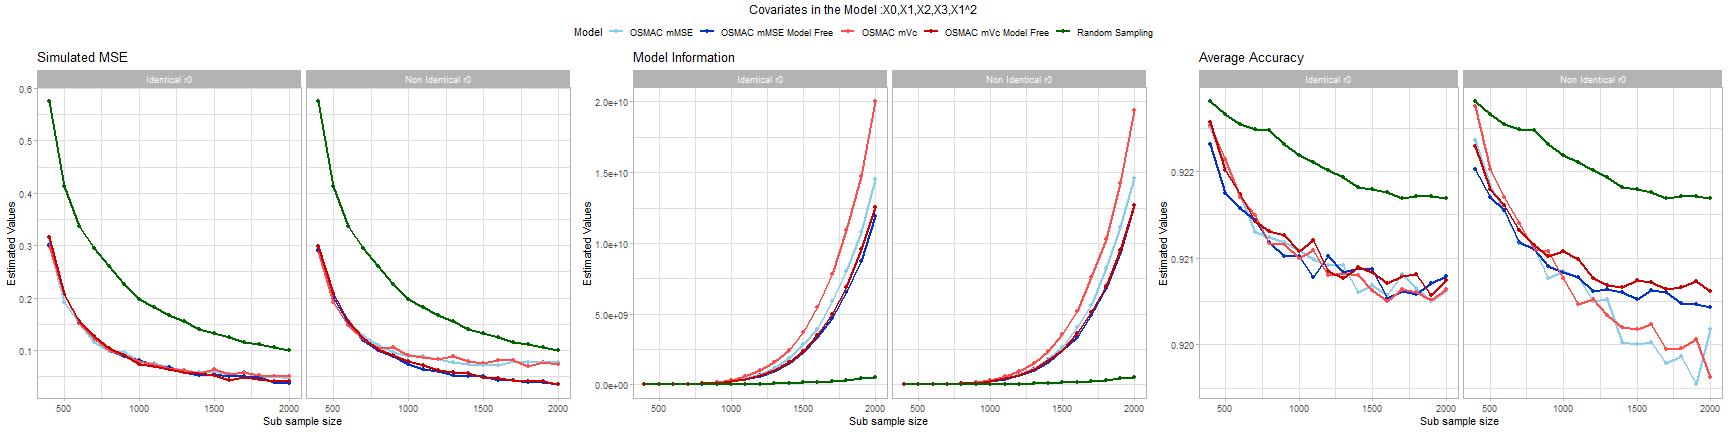 Covariates in the Model :X0,X1,X2,X3,X1^2
Model OSMAC mMSE OSMAC mMSE Model Free OSMAC mVc OSMAC mVc Model Free Random Sampling
Simulated MSE
Identical r0 Non Identical r0
Estimated Values
0.6
0.5
0.4
0.3
0.2
0.1
500 1000 1500 2000 500 1000 1500 2000
Sub sample size
Model Information
Identical r0 Non Identical r0
Estimated Values
2.0e+10
1.5e+10
1.0e+10
5.0e+09
0.0e+00
500 1000 1500 2000 500 1000 1500 2000
Sub sample size
Average Accuracy
Identical r0 Non Identical r0
Estimated Values
0.922
0.921
0.920
500 1000 1500 2000 500 1000 1500 2000
Sub sample size